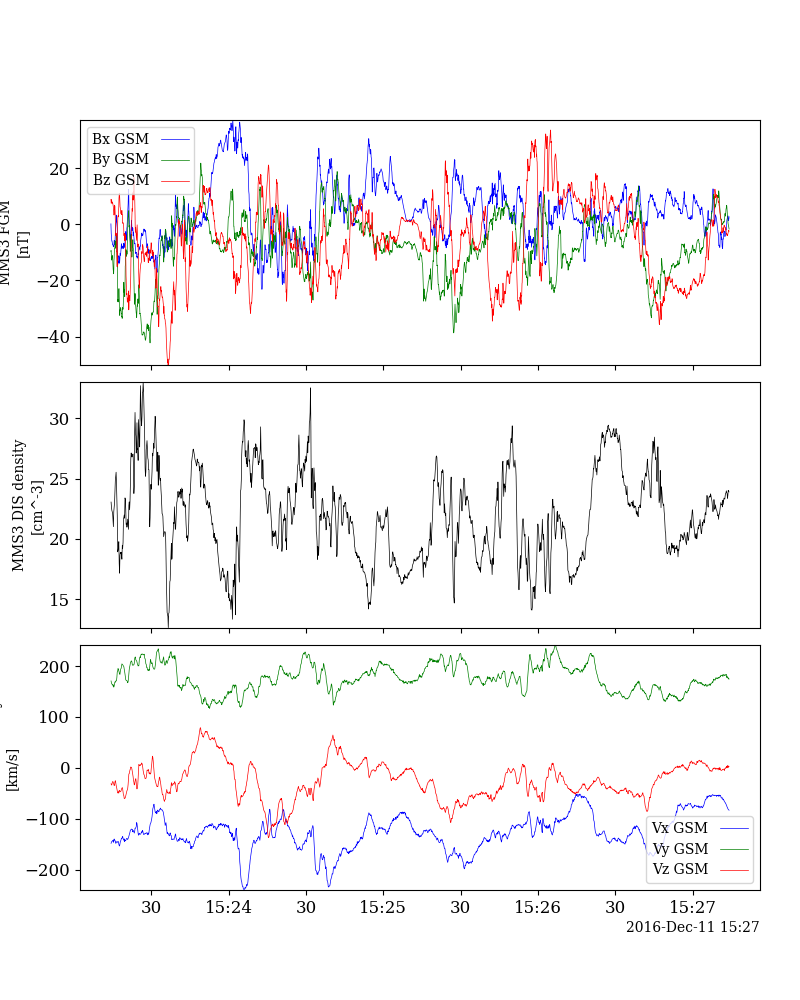 Bx GSM
By GSM
Bz GSM
20
0
−20
−40
MMS3 FGM
[nT]
30
25
20
15
MMS3 DIS density
[cm^-3]
200
100
0
−100
−200
[km/s]
Vx GSM
Vy GSM
Vz GSM
30 15:24 30 15:25 30 15:26 30 15:27
2016-Dec-11 15:27